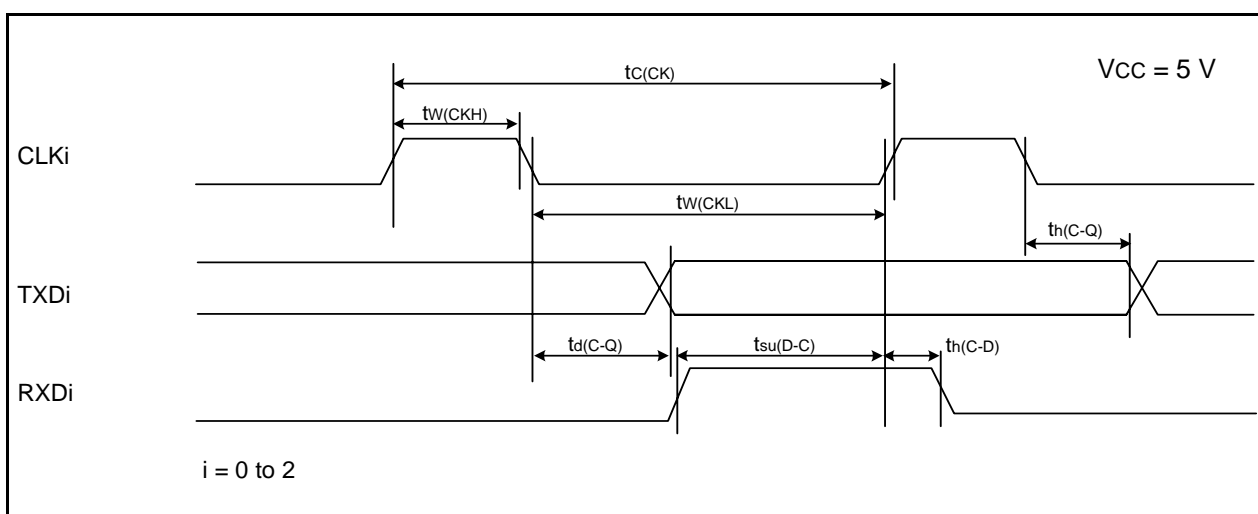 tC(CK)
VCC = 5 V
tW(CKH)
CLKi
tW(CKL)
th(C-Q)
TXDi
td(C-Q)
tsu(D-C)
th(C-D)
RXDi
i = 0 to 2